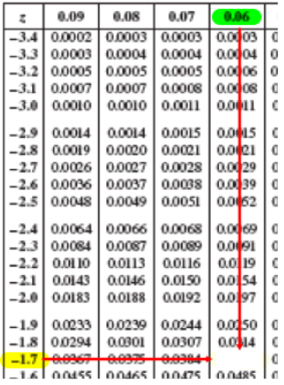 z 0.09 0.08 0.07 0.06
−3.4 0.0002 0.0003 0.0003 0.0003
−3.3 0.0003 0.0004 0.0004 0.0004
−3.2 0.0005 0.0005 0.0005 0.0006
−3.1 0.0007 0.0007 0.0008 0.0008
−3.0 0.0010 0.0010 0.0011 0.0011
−2.9 0.0014 0.0014 0.0015 0.0015
−2.8 0.0019 0.0020 0.0021 0.0021
−2.7 0.0026 0.0027 0.0028 0.0029
−2.6 0.0036 0.0037 0.0038 0.0039
−2.5 0.0048 0.0049 0.0051 0.0052
−2.4 0.0064 0.0066 0.0068 0.0069
−2.3 0.0084 0.0087 0.0089 0.0091
−2.2 0.0110 0.0113 0.0116 0.0119
−2.1 0.0143 0.0146 0.0150 0.0154
−2.0 0.0183 0.0188 0.0192 0.0197
−1.9 0.0233 0.0239 0.0244 0.0250
−1.8 0.0294 0.0301 0.0307 0.0314
−1.7 0.0367 0.0375 0.0384
−1.6 0.0455 0.0465 0.0475 0.0485